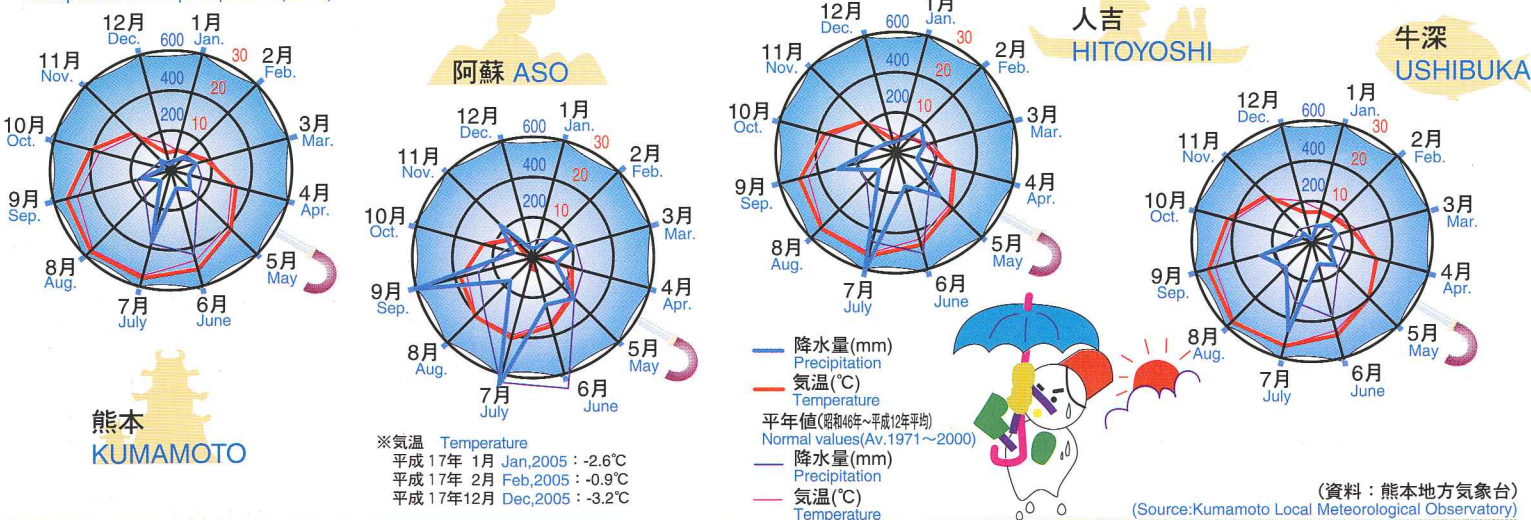 12月 Dec.
1月 Jan.
2月 Feb.
3月 Mar.
4月 Apr.
5月 May
6月 June
7月 July
8月 Aug.
9月 Sep.
10月 Oct.
11月 Nov.
600
400
200
30
20
10
熊本
KUMAMOTO
阿蘇 ASO
12月 Dec.
1月 Jan.
2月 Feb.
3月 Mar.
4月 Apr.
5月 May
6月 June
7月 July
8月 Aug.
9月 Sep.
10月 Oct.
11月 Nov.
600
400
200
30
20
10
※気温 Temperature
平成17年 1月 Jan,2005：-2.6℃
平成17年 2月 Feb,2005：-0.9℃
平成17年12月 Dec,2005：-3.2℃
人吉
HITOYOSHI
12月 Dec.
1月 Jan.
2月 Feb.
3月 Mar.
4月 Apr.
5月 May
6月 June
7月 July
8月 Aug.
9月 Sep.
10月 Oct.
11月 Nov.
600
400
200
30
20
10
牛深
USHIBUKA
12月 Dec.
1月 Jan.
2月 Feb.
3月 Mar.
4月 Apr.
5月 May
6月 June
7月 July
8月 Aug.
9月 Sep.
10月 Oct.
11月 Nov.
600
400
200
30
20
10
降水量(mm)
Precipitation
気温(℃)
Temperature
平年値(昭和46年~平成12年平均)
Normal values(Av.1971～2000)
降水量(mm)
Precipitation
気温(℃)
Temperature
(資料：熊本地方気象台)
(Source:Kumamoto Local Meteorological Observatory)